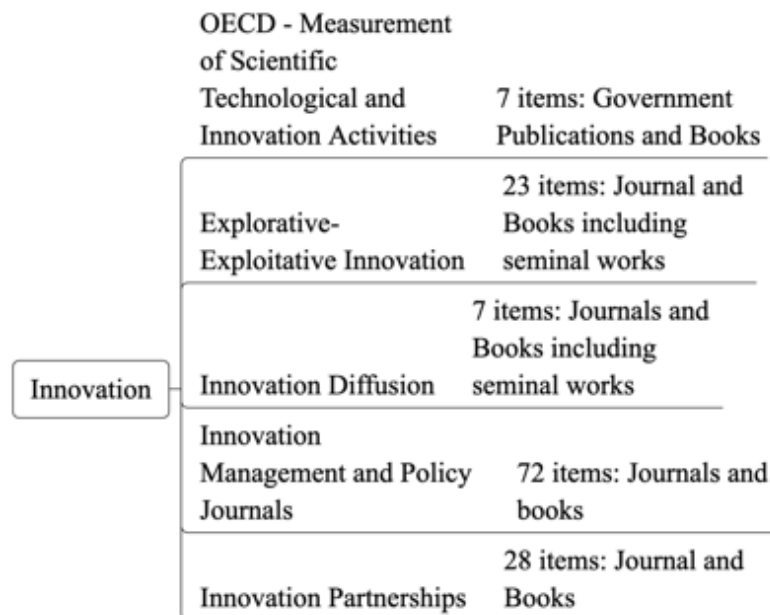 OECD - Measurement
of Scientific
Technological and
Innovation Activities
7 items: Government
Publications and Books
Explorative-
Exploitative Innovation
23 items: Journal and
Books including
seminal works
Innovation
Innovation Diffusion
7 items: Journals and
Books including
seminal works
Innovation
Management and Policy
Journals
72 items: Journals and
books
Innovation Partnerships
28 items: Journal and
Books